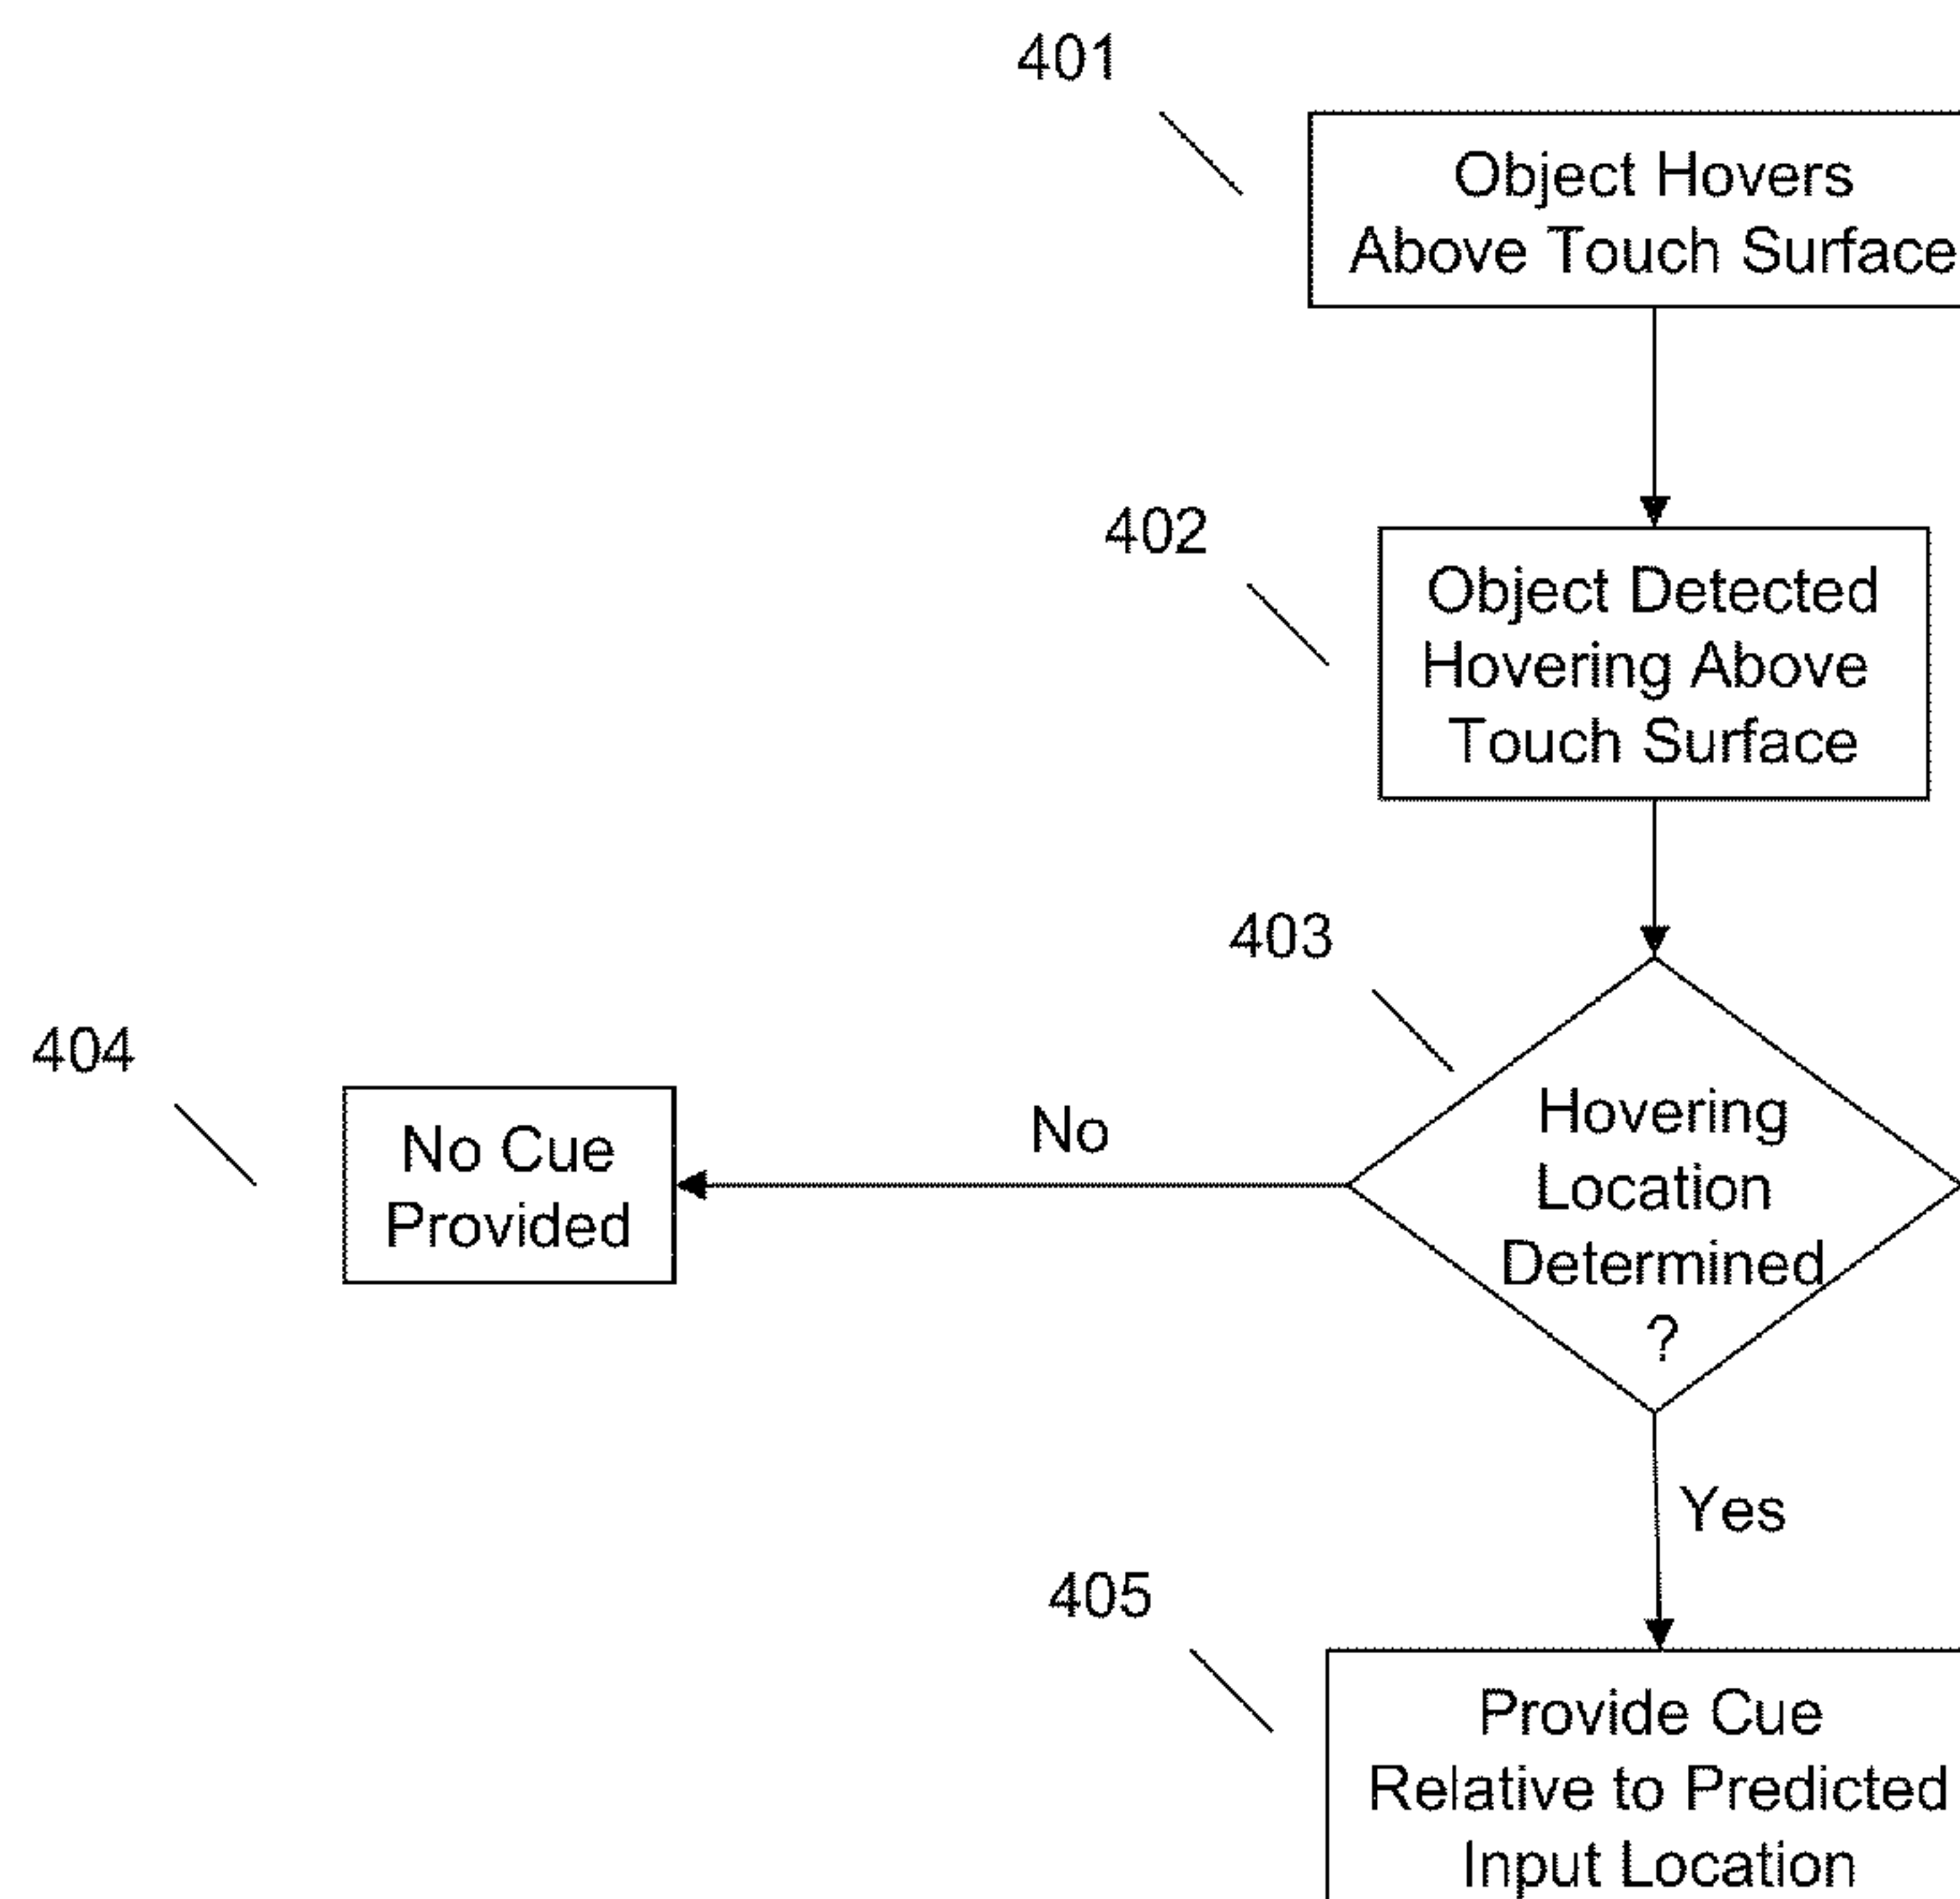 401
Object Hovers
Above Touch Surface
402
Object Detected
Hovering Above
Touch Surface
403
Hovering
Location
Determined
?
404
No Cue
Provided
No
Yes
405
Provide Cue
Relative to Predicted
Input Location